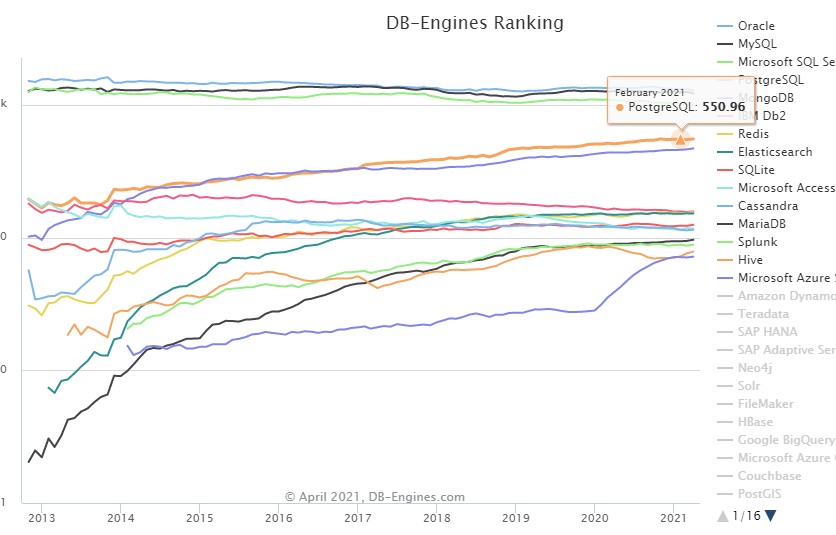 DB-Engines Ranking
Oracle
MySQL
Microsoft SQL Se
PostgreSQL
MongoDB
IBM Db2
Redis
Elasticsearch
SQLite
Microsoft Access
Cassandra
MariaDB
Splunk
Hive
Microsoft Azure S
Amazon Dynamo
Teradata
SAP HANA
SAP Adaptive Ser
Neo4j
Solr
FileMaker
HBase
Google BigQuery
Microsoft Azure
Couchbase
PostGIS
1/16
February 2021
PostgreSQL: 550.96
k
0
0
1
© April 2021, DB-Engines.com
2013 2014 2015 2016 2017 2018 2019 2020 2021